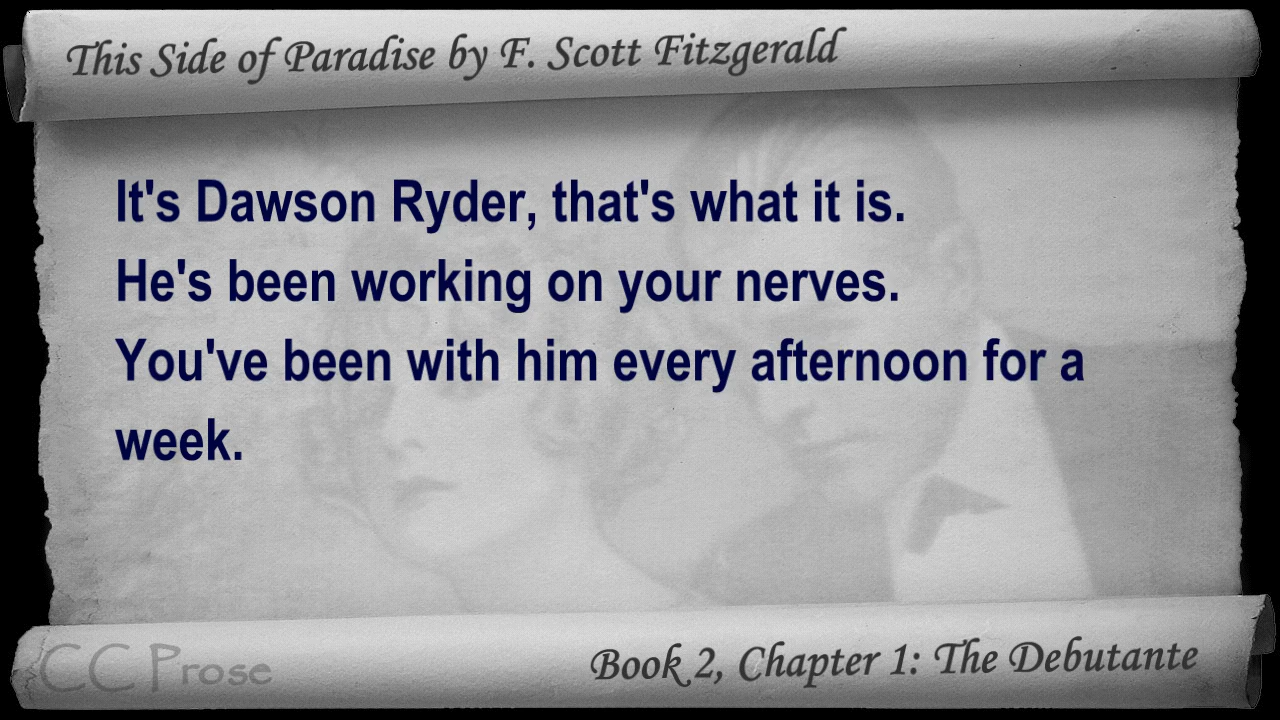 This Side of Paradise by F. Scott Fitzgerald
It's Dawson Ryder, that's what it is.
He's been working on your nerves.
You've been with him every afternoon for a
week.
CC Prose
Book 2, Chapter 1: The Debutante